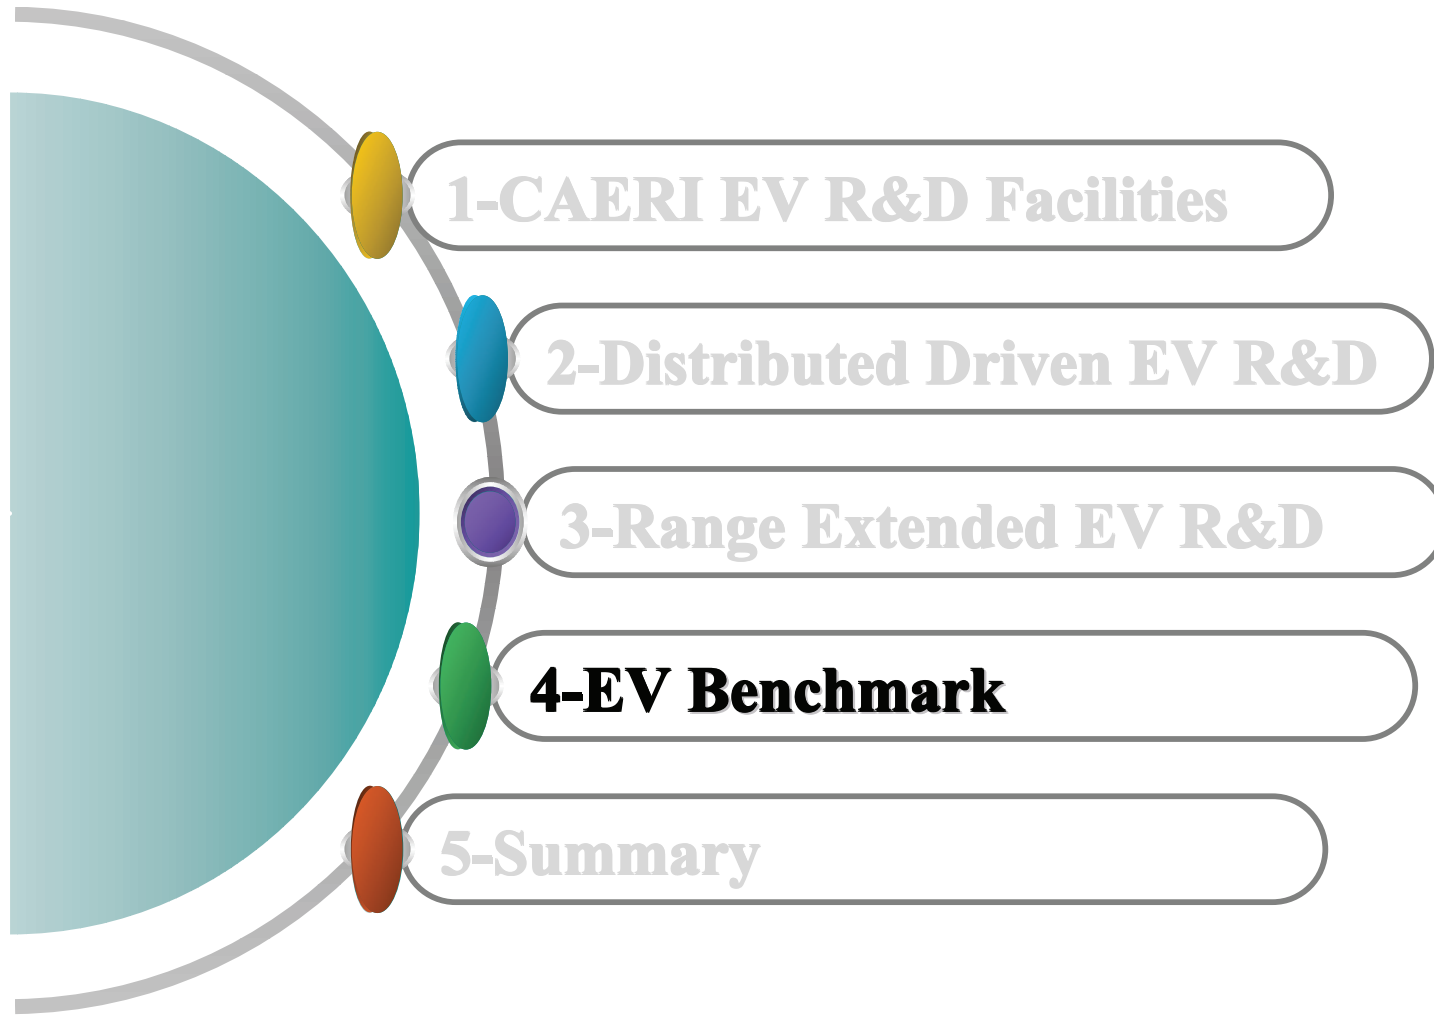 1-CAERI EV R&D Facilities
2-Distributed Driven EV R&D
3-Range Extended EV R&D
4-EV Benchmark
5-Summary